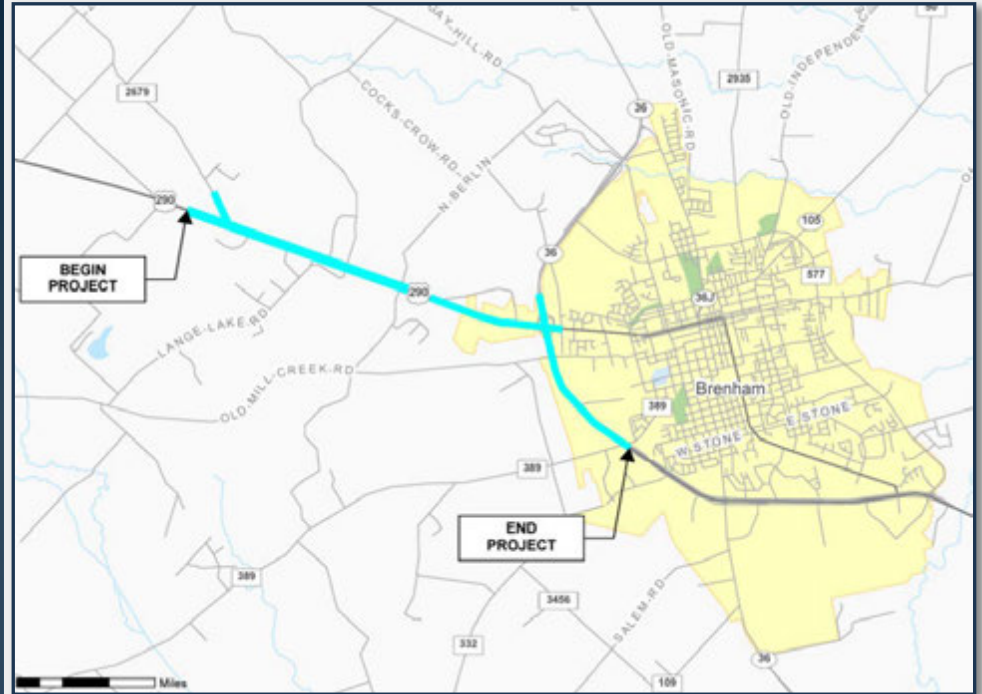 GAY-HILL-RD
OLD-MASONIC-RD
OLD-INDEPENDENC
2935
2679
COCKS-CROW-RD
36
N-BERLIN
290
105
36
577
BEGIN
PROJECT
290
36
LANGE-LAKE-RD
OLD-MILL-CREEK-RD
Brenham
389
E STONE
W-STONE
389
END
PROJECT
389
3456
SALEM-RD
332
36
109
Miles